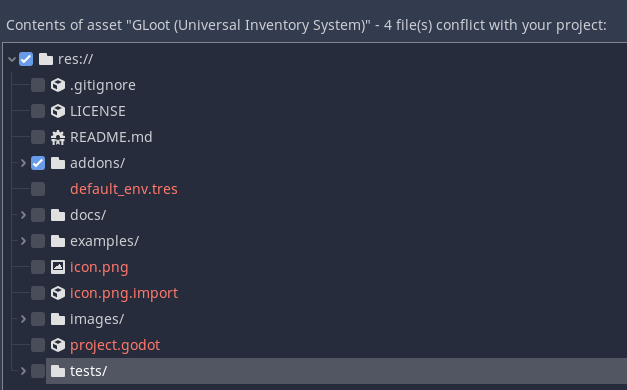 Contents of asset "GLoot (Universal Inventory System)" - 4 file(s) conflict with your project:
res://
.gitignore
LICENSE
README.md
addons/
default_env.tres
docs/
examples/
icon.png
icon.png.import
images/
project.godot
tests/